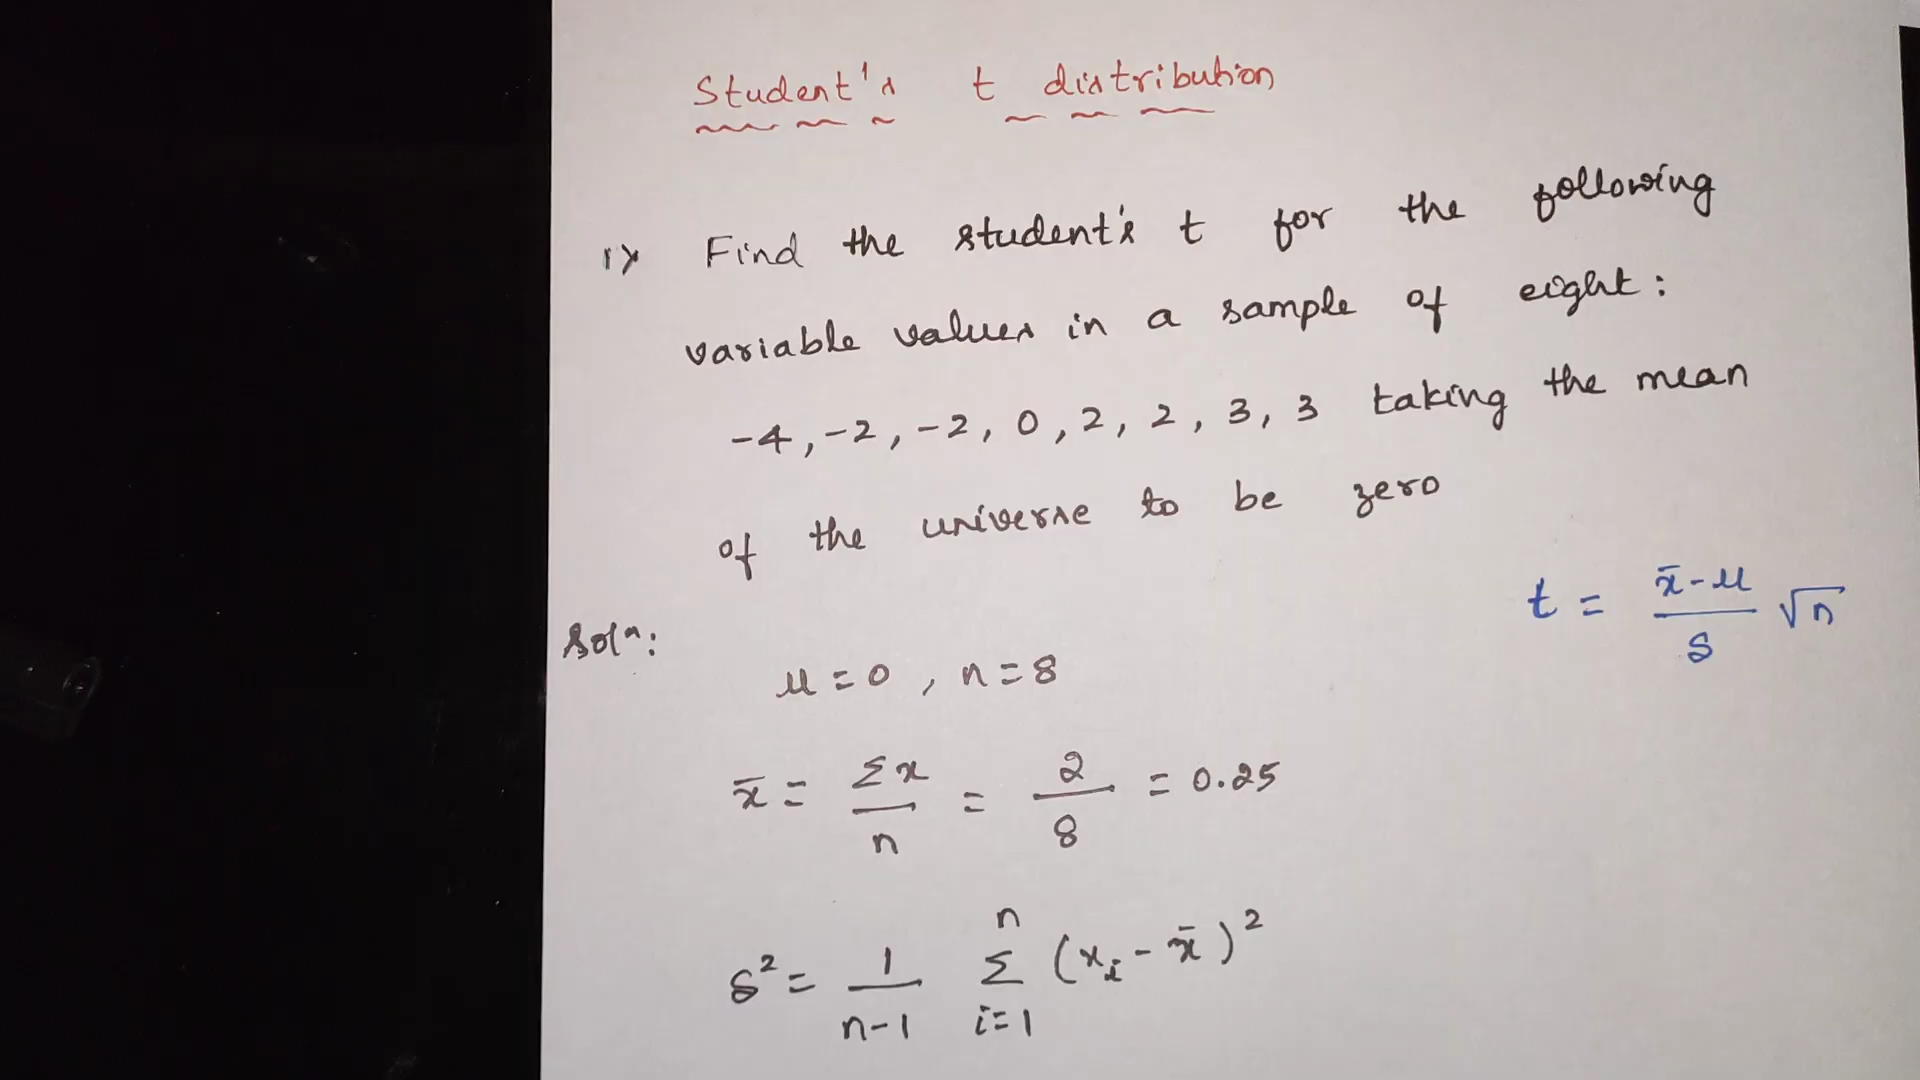 Student's t distribution
1) Find the student's t for the following
variable values in a sample of eight:
-4, -2, -2, 0, 2, 2, 3, 3 taking the mean
of the universe to be zero
t = x̄-μ/s √n
Soln:
μ = 0, n = 8
x̄ = Σx/n = 2/8 = 0.25
s² = 1/n-1 n Σ i=1 (xᵢ - x̄)²